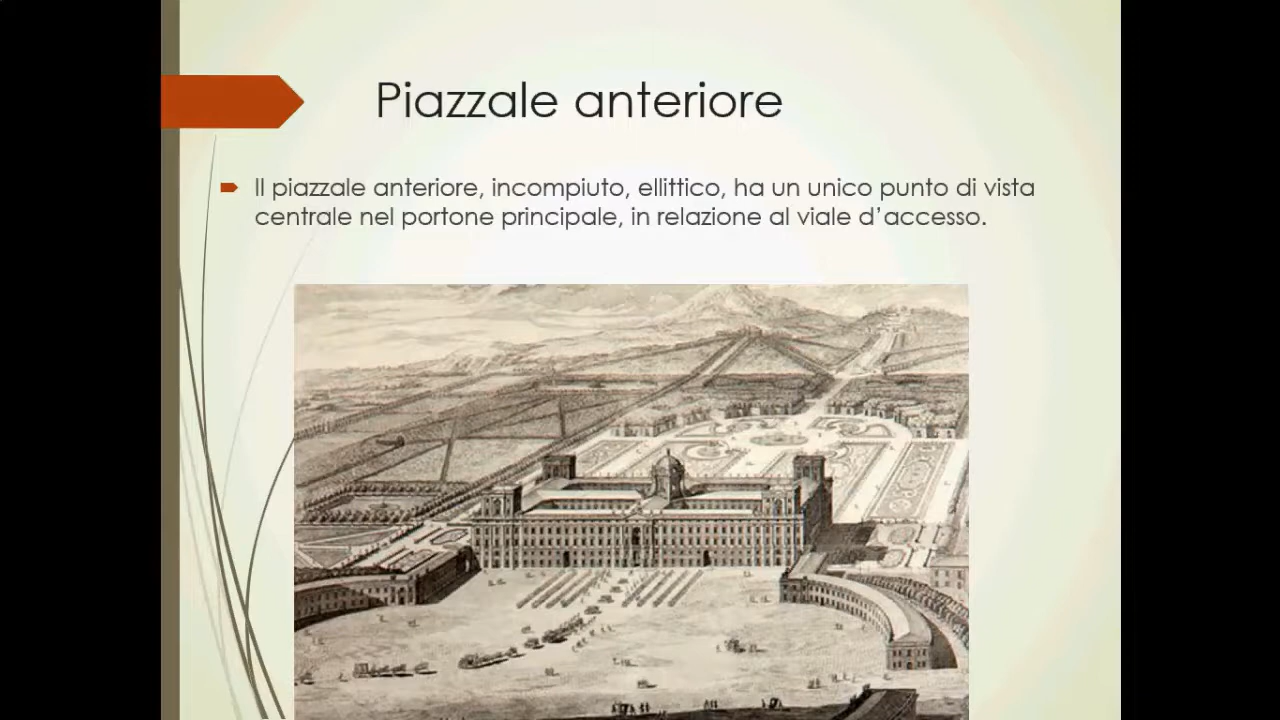 Piazzale anteriore
Il piazzale anteriore, incompiuto, ellittico, ha un unico punto di vista
centrale nel portone principale, in relazione al viale d’accesso.